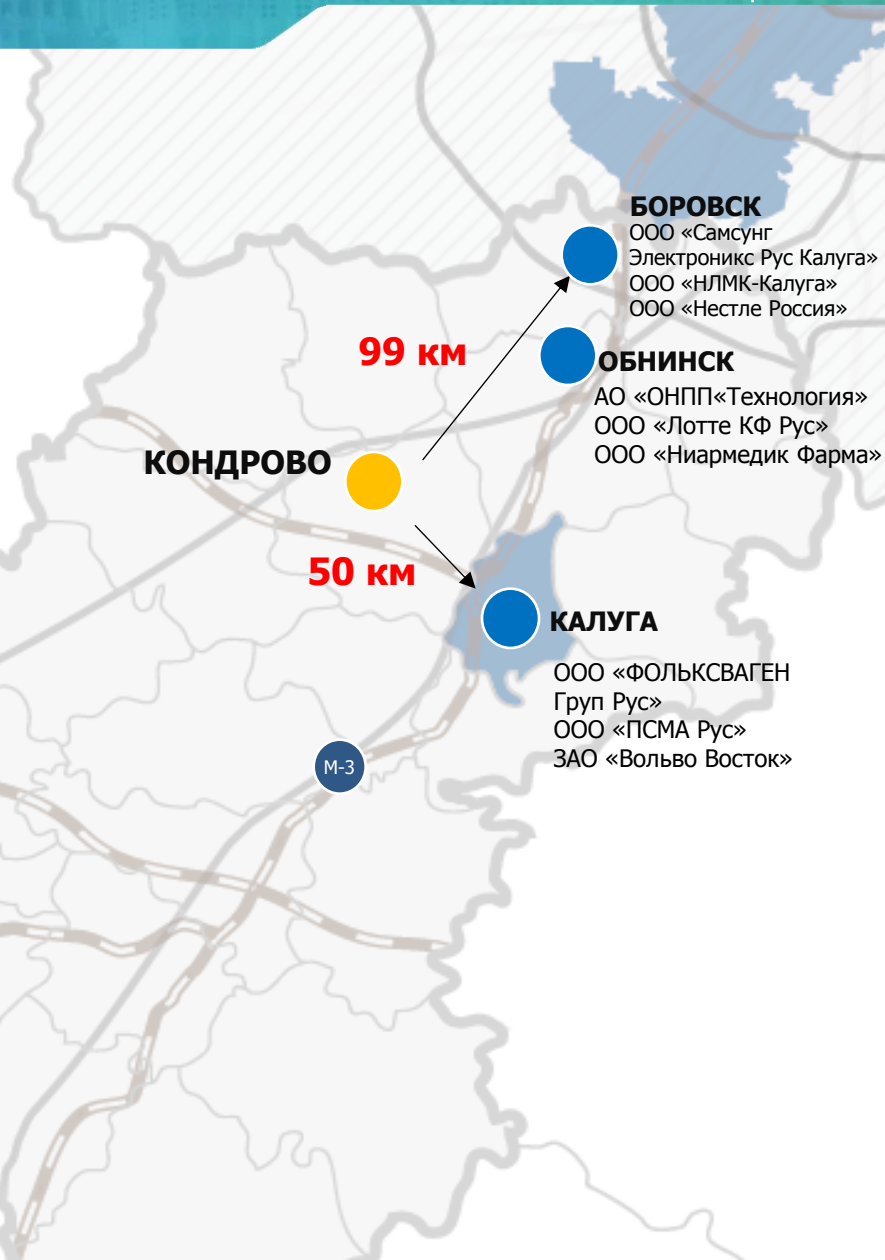 БОРОВСК
ООО «Самсунг
Электроникс Рус Калуга»
ООО «НЛМК-Калуга»
ООО «Нестле Россия»
99 км
ОБНИНСК
АО «ОНПП«Технология»
ООО «Лотте КФ Рус»
ООО «Ниармедик Фарма»
КОНДРОВО
50 км
КАЛУГА
ООО «ФОЛЬКСВАГЕН
Груп Рус»
ООО «ПСМА Рус»
ЗАО «Вольво Восток»
М-3